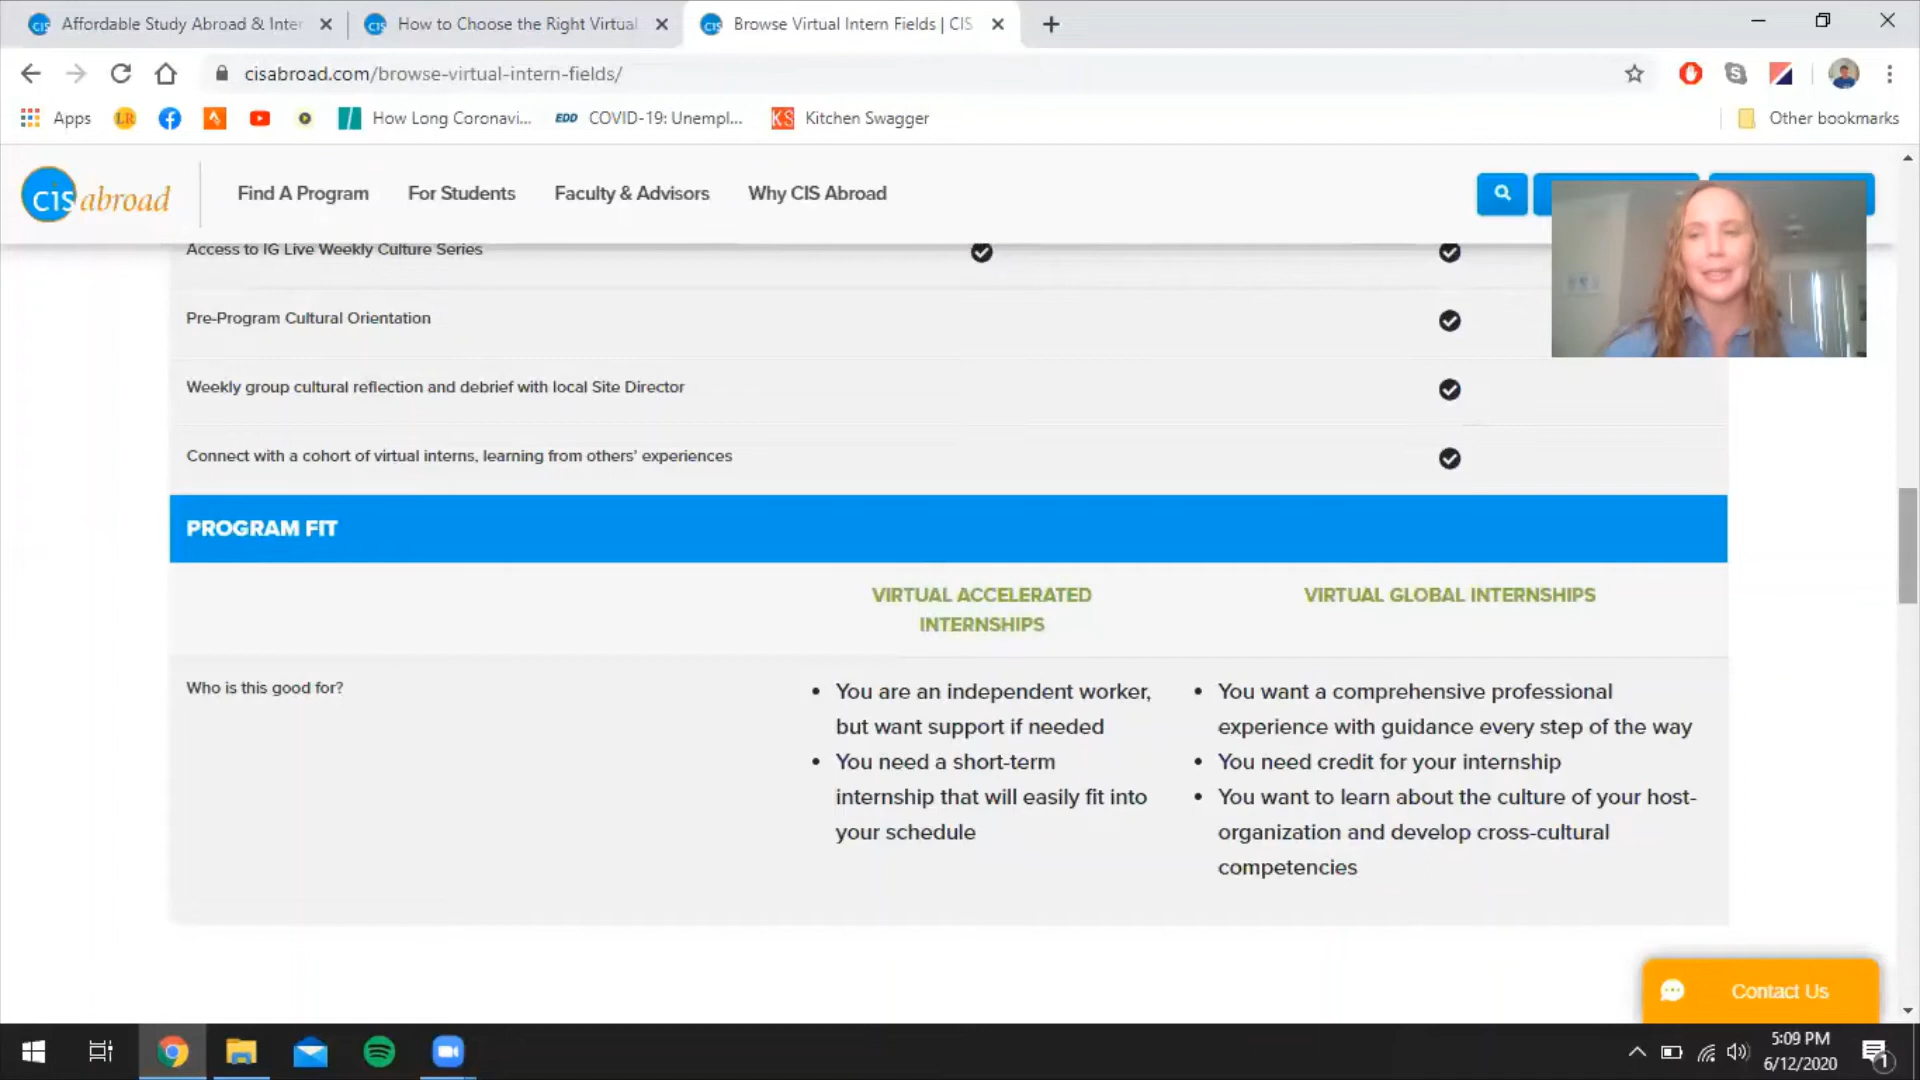 Affordable Study Abroad & Inter
How to Choose the Right Virtual
Browse Virtual Intern Fields | CIS
cisabroad.com/browse-virtual-intern-fields/
Apps
LR
How Long Coronavi...
EDD
COVID-19: Unempl...
KS
Kitchen Swagger
Other bookmarks
CIS abroad
Find A Program
For Students
Faculty & Advisors
Why CIS Abroad
Access to IG Live Weekly Culture Series
Pre-Program Cultural Orientation
Weekly group cultural reflection and debrief with local Site Director
Connect with a cohort of virtual interns, learning from others' experiences
PROGRAM FIT
VIRTUAL ACCELERATED
INTERNSHIPS
VIRTUAL GLOBAL INTERNSHIPS
Who is this good for?
• You are an independent worker,
but want support if needed
• You need a short-term
internship that will easily fit into
your schedule
• You want a comprehensive professional
experience with guidance every step of the way
• You need credit for your internship
• You want to learn about the culture of your host-
organization and develop cross-cultural
competencies
Contact Us
5:09 PM
6/12/2020
1